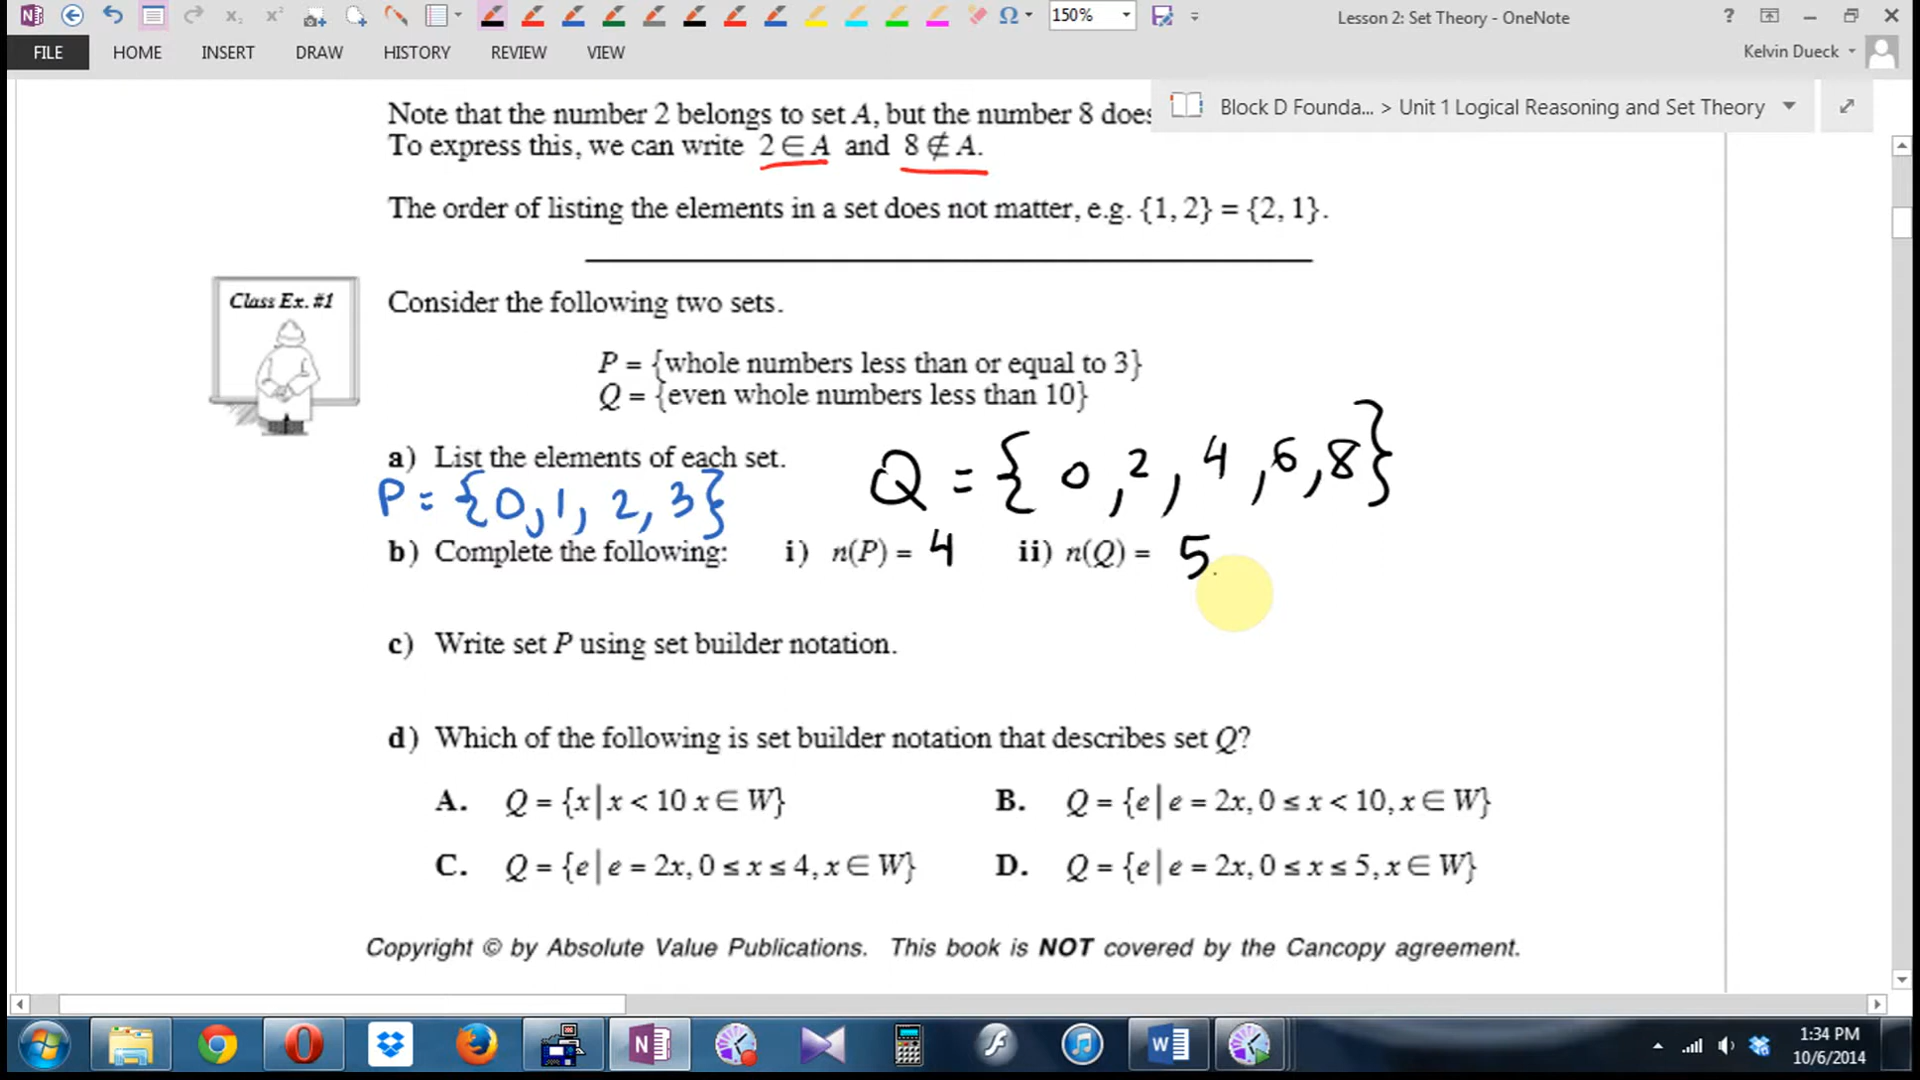 150%
Lesson 2: Set Theory - OneNote
FILE HOME INSERT DRAW HISTORY REVIEW VIEW
Kelvin Dueck
Block D Founda... > Unit 1 Logical Reasoning and Set Theory
Note that the number 2 belongs to set A, but the number 8 does
To express this, we can write 2 ∈ A and 8 ∉ A.
The order of listing the elements in a set does not matter, e.g. {1, 2} = {2, 1}.
Class Ex. #1
Consider the following two sets.
P = {whole numbers less than or equal to 3}
Q = {even whole numbers less than 10}
a) List the elements of each set.
Q = { 0, 2, 4, 6, 8}
P = {0, 1, 2, 3}
b) Complete the following: i) n(P) = 4 ii) n(Q) = 5
c) Write set P using set builder notation.
d) Which of the following is set builder notation that describes set Q?
A. Q = {x | x < 10 x ∈ W} B. Q = {e | e = 2x, 0 ≤ x < 10, x ∈ W}
C. Q = {e | e = 2x, 0 ≤ x ≤ 4, x ∈ W} D. Q = {e | e = 2x, 0 ≤ x ≤ 5, x ∈ W}
Copyright © by Absolute Value Publications. This book is NOT covered by the Cancopy agreement.
1:34 PM
10/6/2014